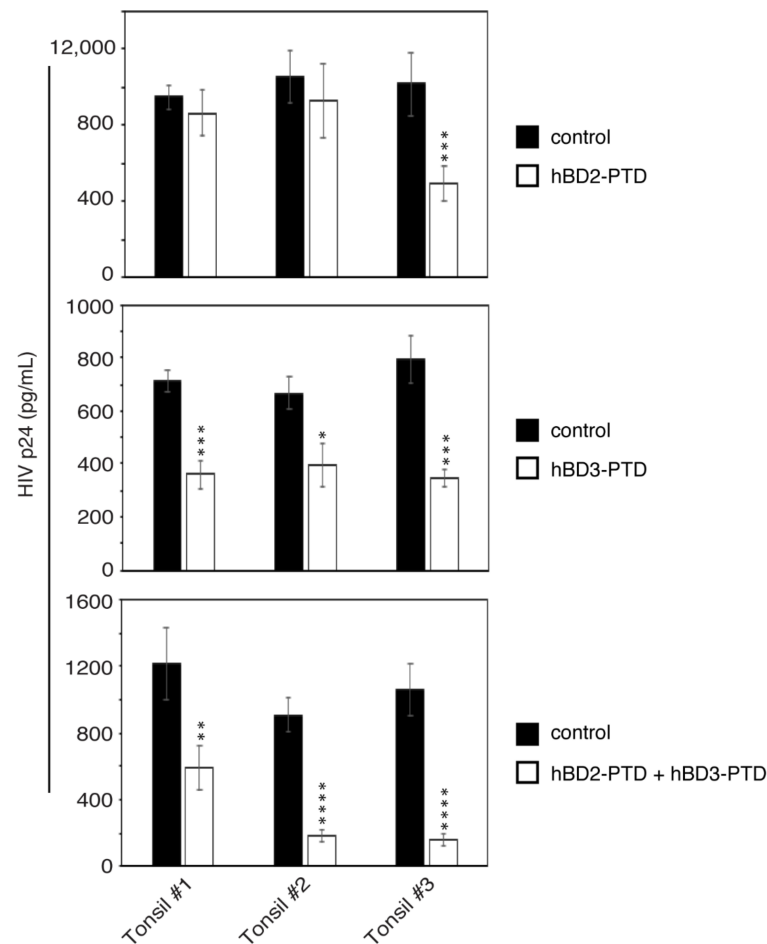 HIV p24 (pg/mL)
12,000
800
400
0
***
control
hBD2-PTD
1000
800
600
400
200
0
***
*
***
control
hBD3-PTD
1600
1200
800
400
0
**
****
****
control
hBD2-PTD + hBD3-PTD
Tonsil #1
Tonsil #2
Tonsil #3